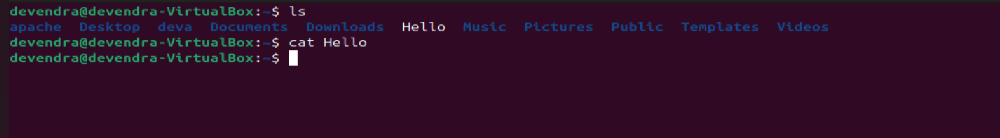 devendra@devendra-VirtualBox:~$ ls
apache  Desktop  deva  Documents  Downloads  Hello  Music  Pictures  Public  Templates  Videos
devendra@devendra-VirtualBox:~$ cat Hello
devendra@devendra-VirtualBox:~$